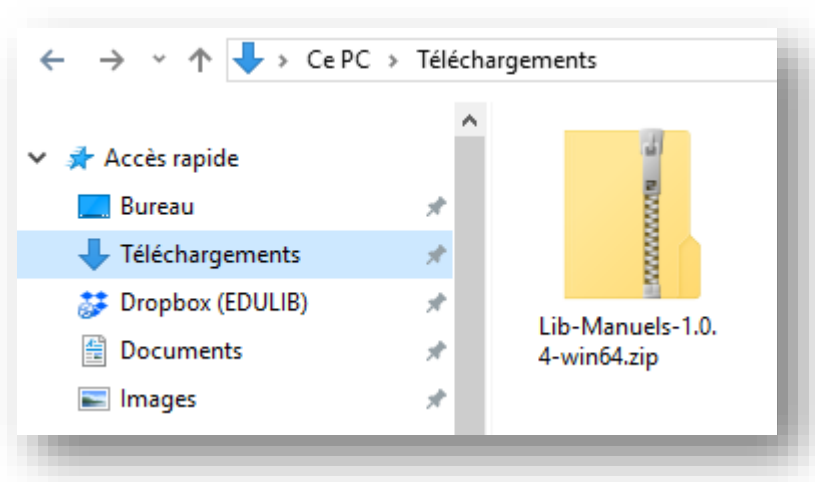 Ce PC > Téléchargements
Accès rapide
Bureau
Téléchargements
Dropbox (EDULIB)
Documents
Images
Lib-Manuels-1.0.
4-win64.zip